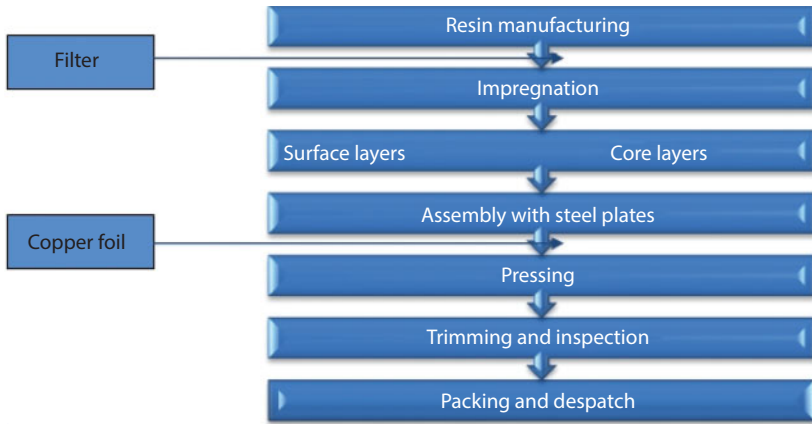 Resin manufacturing
Filter
Impregnation
Surface layers Core layers
Assembly with steel plates
Copper foil
Pressing
Trimming and inspection
Packing and despatch